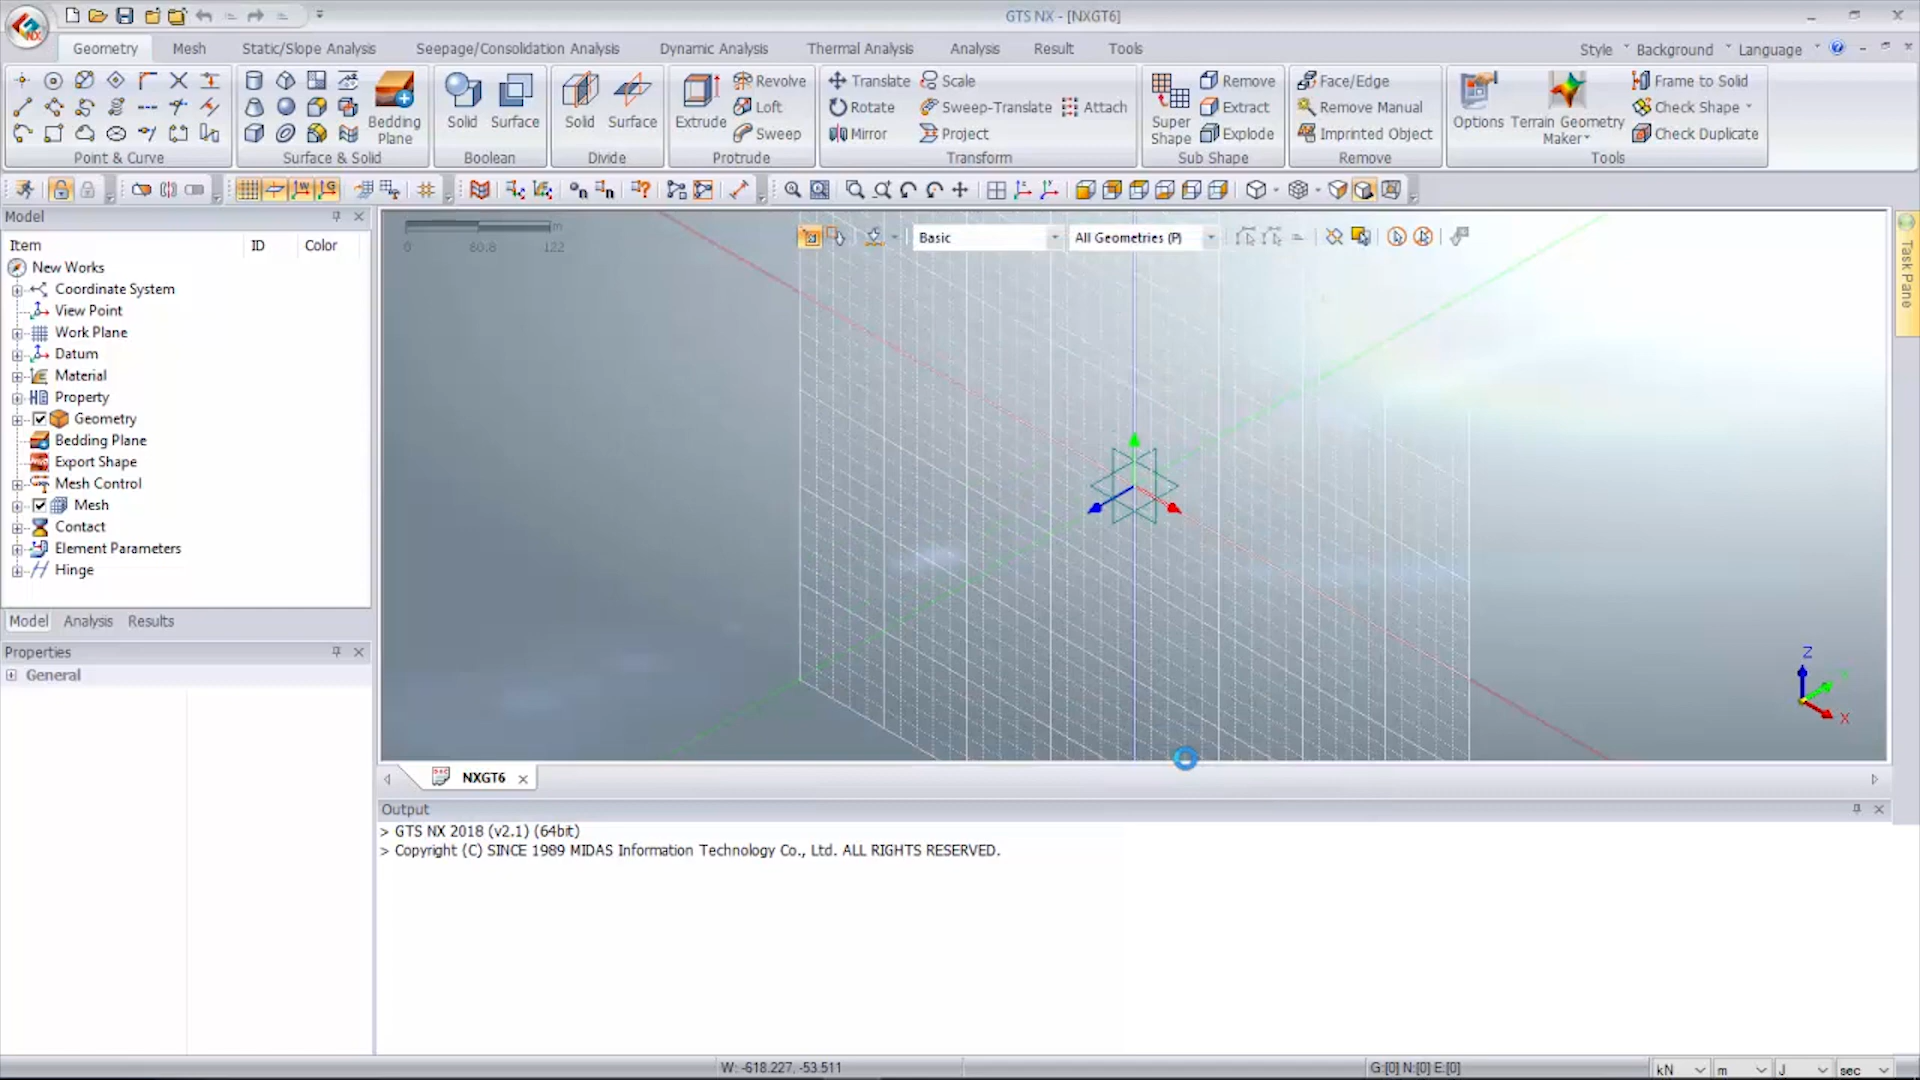 GTS NX - [NXGT6]
Geometry Mesh Static/Slope Analysis Seepage/Consolidation Analysis Dynamic Analysis Thermal Analysis Analysis Result Tools
Style Background Language
Bedding Plane
Point & Curve
Surface & Solid
Solid Surface
Boolean
Solid Surface
Divide
Extrude
Revolve
Loft
Sweep
Protrude
Translate Scale
Rotate Sweep-Translate Attach
Mirror Project
Transform
Super Shape
Remove
Extract
Explode
Sub Shape
Face/Edge
Remove Manual
Imprinted Object
Remove
Options
Terrain Geometry Maker
Frame to Solid
Check Shape
Check Duplicate
Tools
Model
Item ID Color
New Works
Coordinate System
View Point
Work Plane
Datum
Material
Property
Geometry
Bedding Plane
Export Shape
Mesh Control
Mesh
Contact
Element Parameters
Hinge
Model Analysis Results
Properties
General
m
0 60.8 122
Basic
All Geometries (P)
Task Pane
Z
X
NXGT6
Output
> GTS NX 2018 (v2.1) (64bit)
> Copyright (C) SINCE 1989 MIDAS Information Technology Co., Ltd. ALL RIGHTS RESERVED.
W: -618.227, -53.511
G:[0] N:[0] E:[0]
kN m J sec